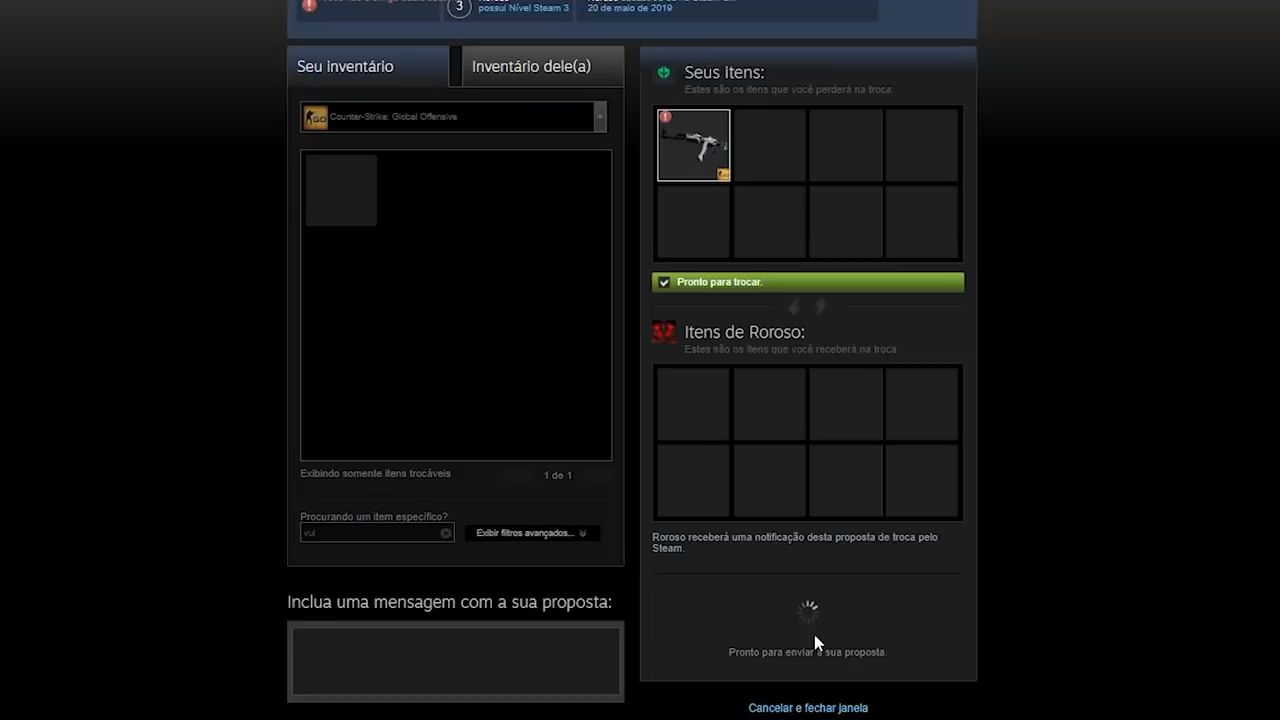 3
possui Nível Steam 3
20 de maio de 2019
Seu inventário
Inventário dele(a)
Counter-Strike: Global Offensive
Exibindo somente itens trocáveis
1 de 1
Procurando um item específico?
vul
Exibir filtros avançados...
Inclua uma mensagem com a sua proposta:
Seus itens:
Estes são os itens que você perderá na troca
Pronto para trocar.
Itens de Roroso:
Estes são os itens que você receberá na troca
Roroso receberá uma notificação desta proposta de troca pelo
Steam.
Pronto para enviar a sua proposta.
Cancelar e fechar janela